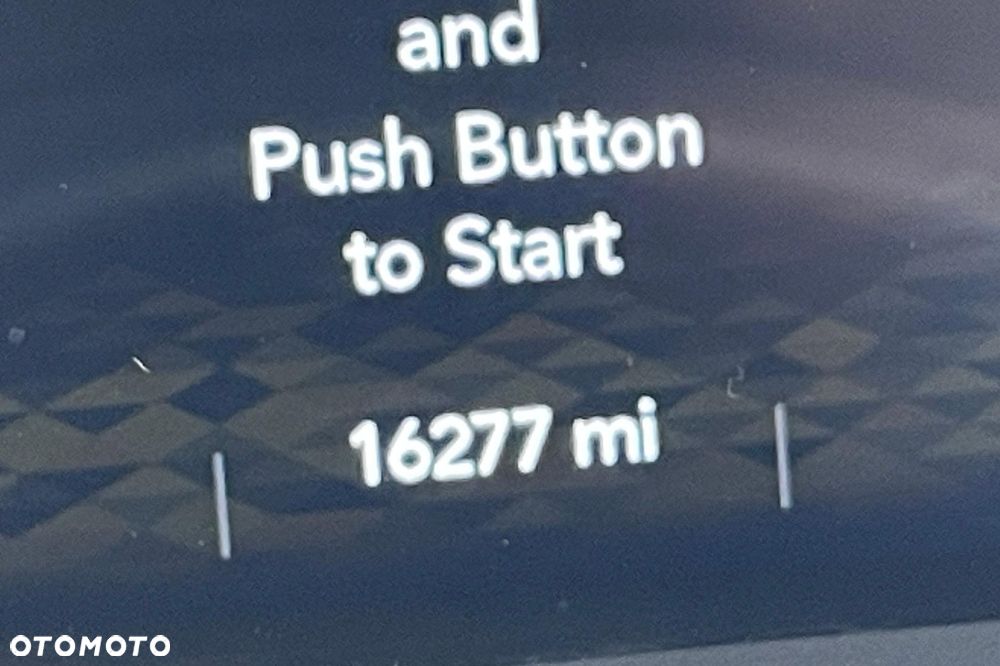 and
Push Button
to Start
16277 mi
OTOMOTO